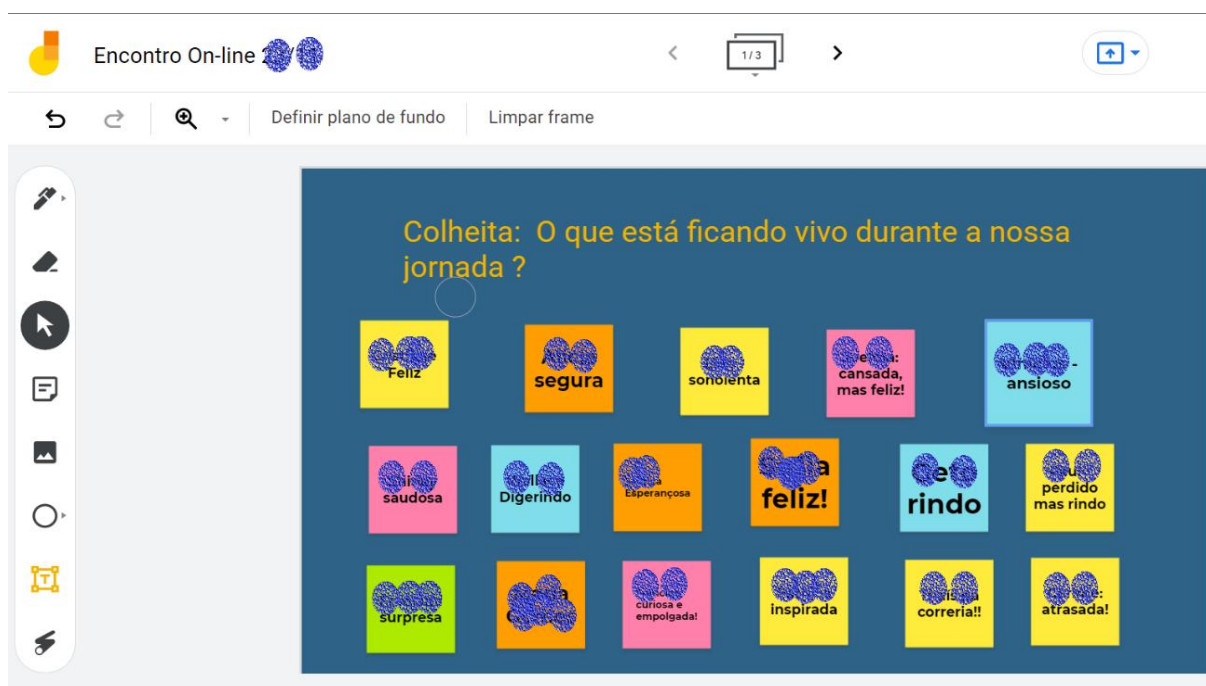 Encontro On-line
1/3
Definir plano de fundo Limpar frame
Colheita: O que está ficando vivo durante a nossa
jornada ?
Feliz
segura
sonolenta
cansada,
mas feliz!
-
ansioso
saudosa
Digerindo
Esperançosa
feliz!
rindo
perdido
mas rindo
surpresa
curiosa e
empolgada!
inspirada
correria!!
atrasada!